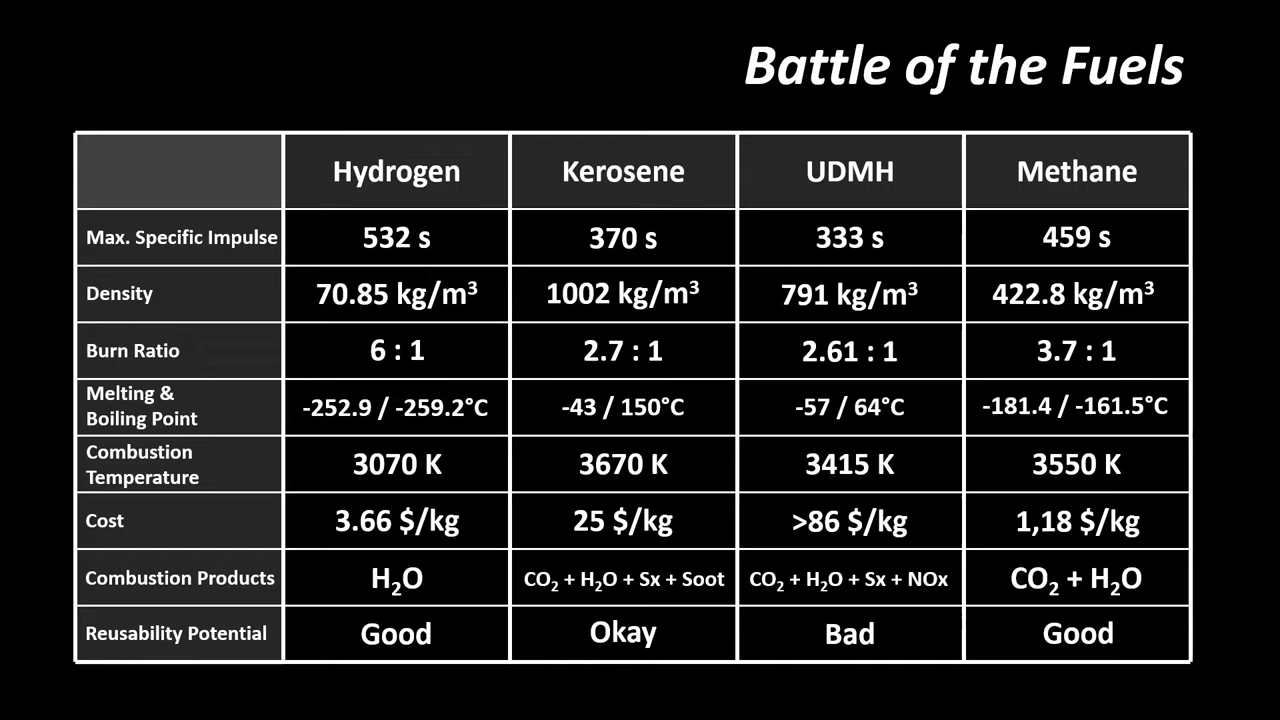 Battle of the Fuels
Hydrogen Kerosene UDMH Methane
Max. Specific Impulse 532 s 370 s 333 s 459 s
Density 70.85 kg/m³ 1002 kg/m³ 791 kg/m³ 422.8 kg/m³
Burn Ratio 6 : 1 2.7 : 1 2.61 : 1 3.7 : 1
Melting &
Boiling Point -252.9 / -259.2°C -43 / 150°C -57 / 64°C -181.4 / -161.5°C
Combustion
Temperature 3070 K 3670 K 3415 K 3550 K
Cost 3.66 $/kg 25 $/kg >86 $/kg 1,18 $/kg
Combustion Products H₂O CO₂ + H₂O + Sx + Soot CO₂ + H₂O + Sx + NOx CO₂ + H₂O
Reusability Potential Good Okay Bad Good